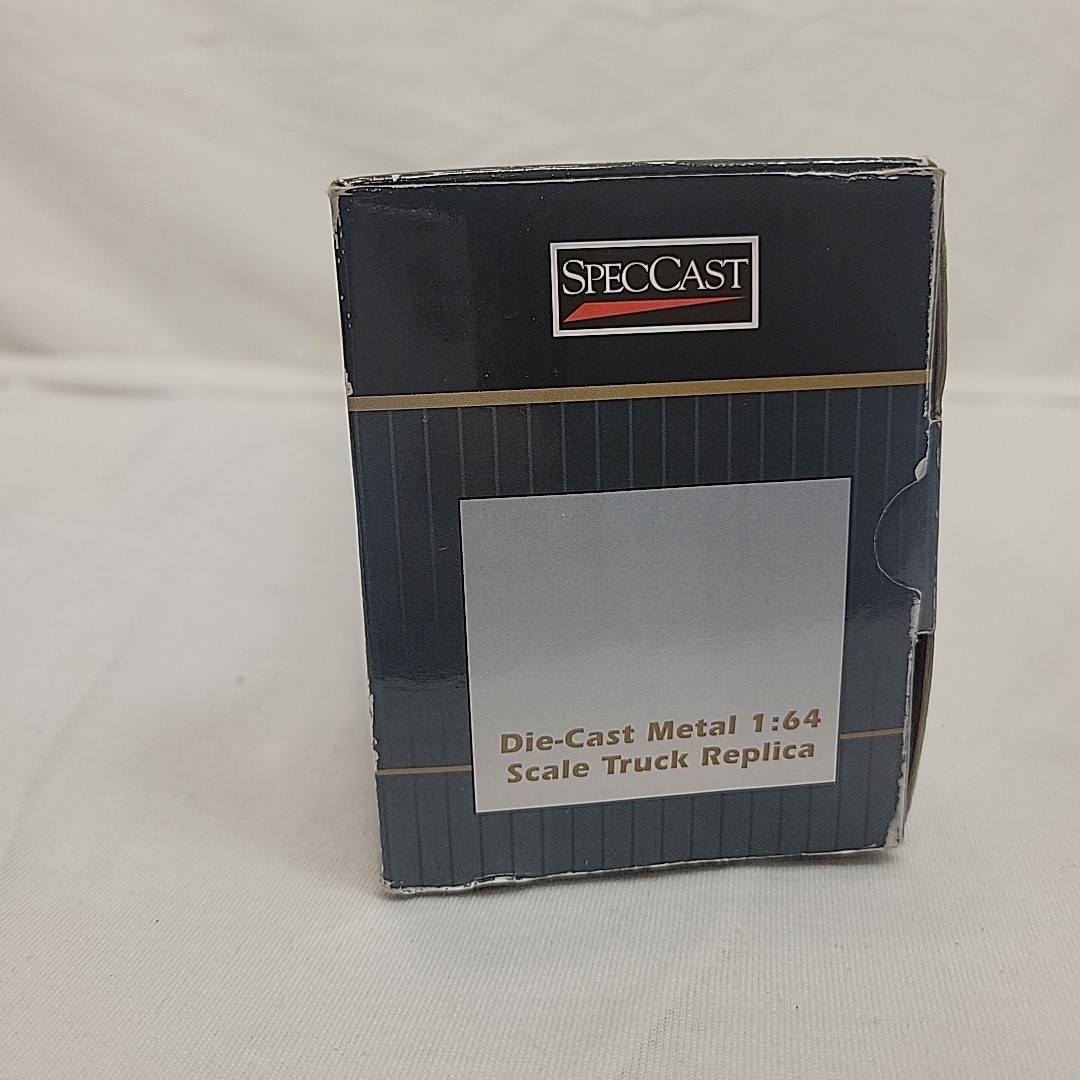 SPECCAST
Die-Cast Metal 1:64
Scale Truck Replica